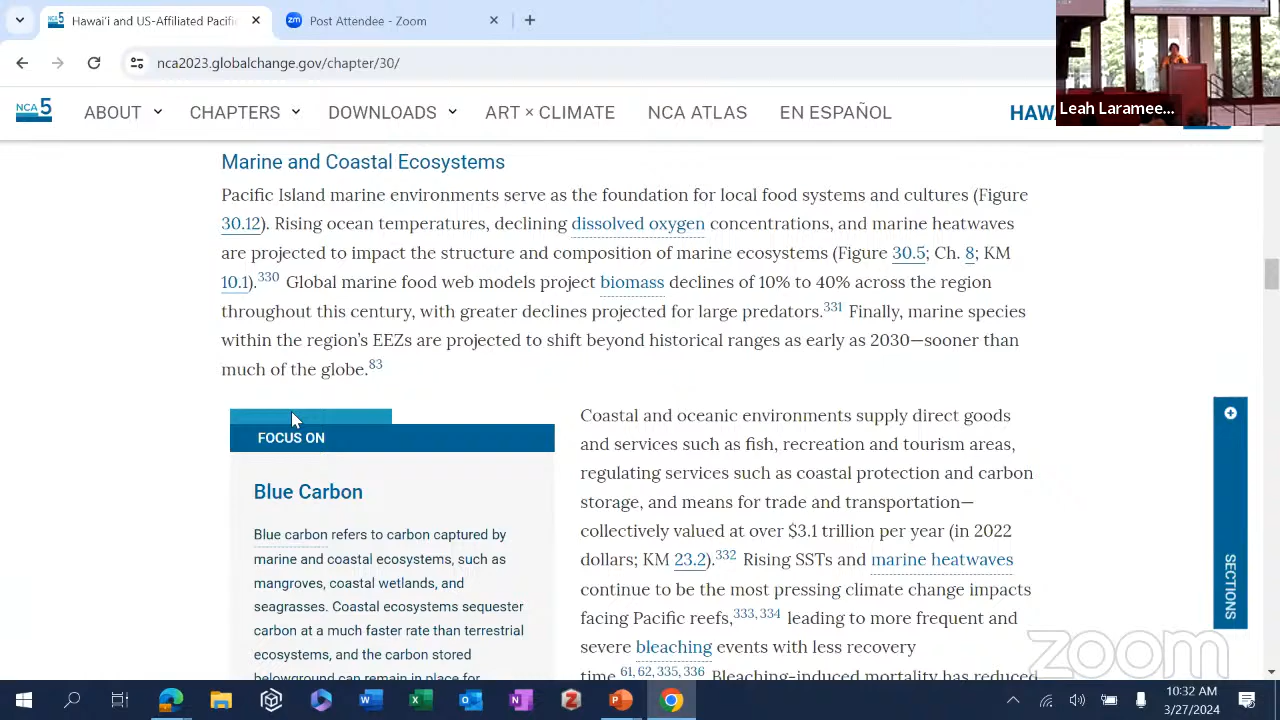 NCA 5 Hawai'i and US-Affiliated Pacifi
zm Post Attendee - Zoom
nca2023.globalchange.gov/chapter/30/
NCA 5 ABOUT CHAPTERS DOWNLOADS ART × CLIMATE NCA ATLAS EN ESPAÑOL HAWA
Leah Laramee...
Marine and Coastal Ecosystems
Pacific Island marine environments serve as the foundation for local food systems and cultures (Figure
30.12). Rising ocean temperatures, declining dissolved oxygen concentrations, and marine heatwaves
are projected to impact the structure and composition of marine ecosystems (Figure 30.5; Ch. 8; KM
10.1).330 Global marine food web models project biomass declines of 10% to 40% across the region
throughout this century, with greater declines projected for large predators.331 Finally, marine species
within the region's EEZs are projected to shift beyond historical ranges as early as 2030—sooner than
much of the globe.83
FOCUS ON
Blue Carbon
Blue carbon refers to carbon captured by
marine and coastal ecosystems, such as
mangroves, coastal wetlands, and
seagrasses. Coastal ecosystems sequester
carbon at a much faster rate than terrestrial
ecosystems, and the carbon stored
belowground can remain in place for
Coastal and oceanic environments supply direct goods
and services such as fish, recreation and tourism areas,
regulating services such as coastal protection and carbon
storage, and means for trade and transportation—
collectively valued at over $3.1 trillion per year (in 2022
dollars; KM 23.2).332 Rising SSTs and marine heatwaves
continue to be the most pressing climate change impacts
facing Pacific reefs,333,334 leading to more frequent and
severe bleaching events with less recovery
time.61,62,335,336 Bleaching-induced mortality has reduced
SECTIONS
zoom
10:32 AM
3/27/2024